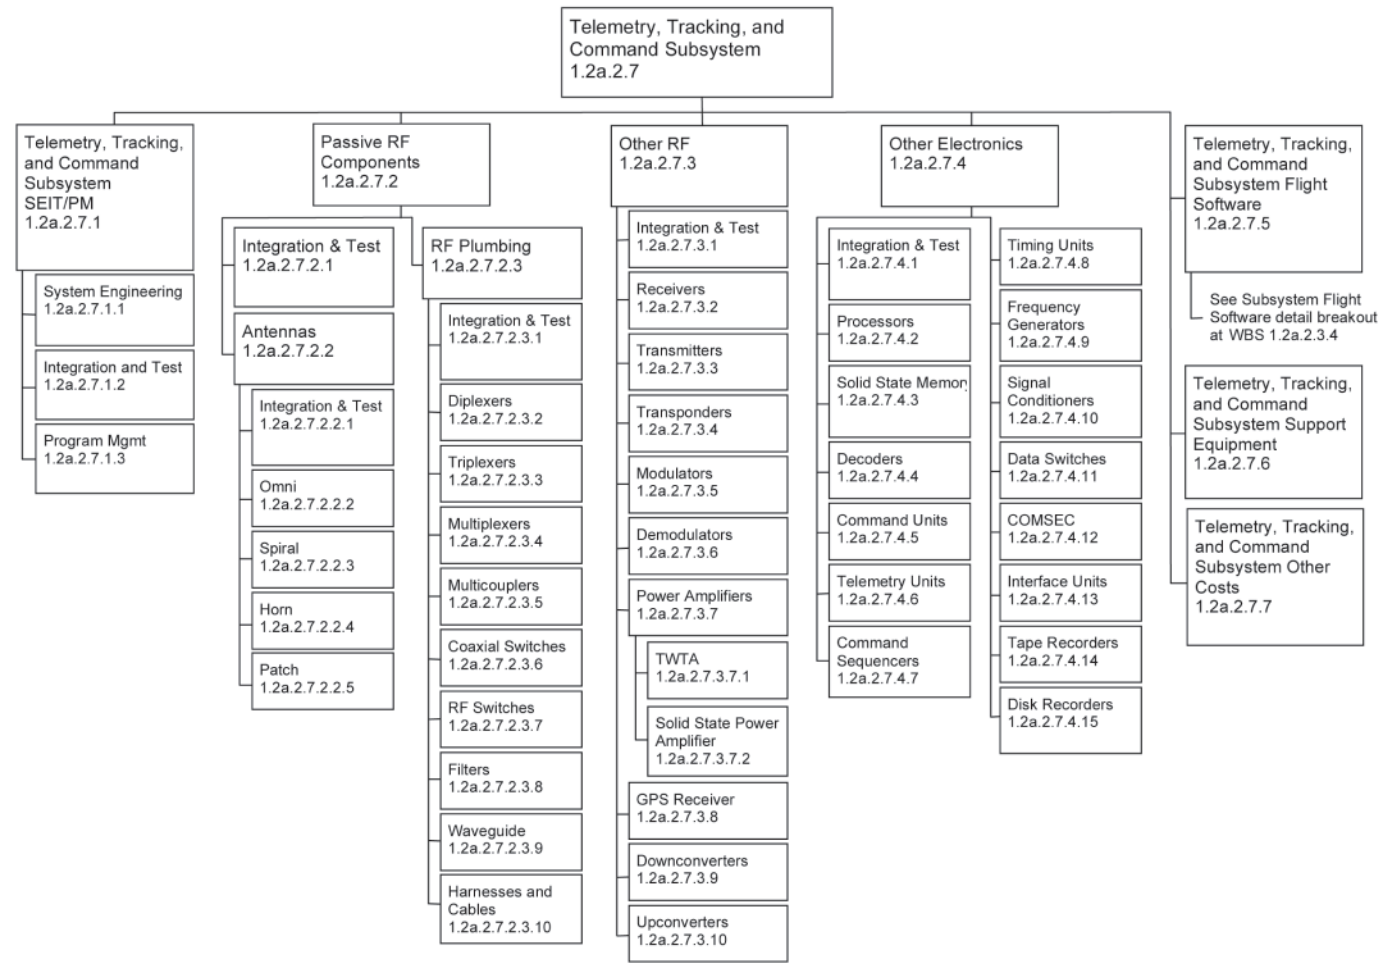 Telemetry, Tracking, and
Command Subsystem
1.2a.2.7
Telemetry, Tracking,
and Command
Subsystem
SEIT/PM
1.2a.2.7.1
System Engineering
1.2a.2.7.1.1
Integration and Test
1.2a.2.7.1.2
Program Mgmt
1.2a.2.7.1.3
Passive RF
Components
1.2a.2.7.2
Integration & Test
1.2a.2.7.2.1
Antennas
1.2a.2.7.2.2
Integration & Test
1.2a.2.7.2.2.1
Omni
1.2a.2.7.2.2.2
Spiral
1.2a.2.7.2.2.3
Horn
1.2a.2.7.2.2.4
Patch
1.2a.2.7.2.2.5
RF Plumbing
1.2a.2.7.2.3
Integration & Test
1.2a.2.7.2.3.1
Diplexers
1.2a.2.7.2.3.2
Triplexers
1.2a.2.7.2.3.3
Multiplexers
1.2a.2.7.2.3.4
Multicouplers
1.2a.2.7.2.3.5
Coaxial Switches
1.2a.2.7.2.3.6
RF Switches
1.2a.2.7.2.3.7
Filters
1.2a.2.7.2.3.8
Waveguide
1.2a.2.7.2.3.9
Harnesses and
Cables
1.2a.2.7.2.3.10
Other RF
1.2a.2.7.3
Integration & Test
1.2a.2.7.3.1
Receivers
1.2a.2.7.3.2
Transmitters
1.2a.2.7.3.3
Transponders
1.2a.2.7.3.4
Modulators
1.2a.2.7.3.5
Demodulators
1.2a.2.7.3.6
Power Amplifiers
1.2a.2.7.3.7
TWTA
1.2a.2.7.3.7.1
Solid State Power
Amplifier
1.2a.2.7.3.7.2
GPS Receiver
1.2a.2.7.3.8
Downconverters
1.2a.2.7.3.9
Upconverters
1.2a.2.7.3.10
Other Electronics
1.2a.2.7.4
Integration & Test
1.2a.2.7.4.1
Processors
1.2a.2.7.4.2
Solid State Memory
1.2a.2.7.4.3
Decoders
1.2a.2.7.4.4
Command Units
1.2a.2.7.4.5
Telemetry Units
1.2a.2.7.4.6
Command
Sequencers
1.2a.2.7.4.7
Timing Units
1.2a.2.7.4.8
Frequency
Generators
1.2a.2.7.4.9
Signal
Conditioners
1.2a.2.7.4.10
Data Switches
1.2a.2.7.4.11
COMSEC
1.2a.2.7.4.12
Interface Units
1.2a.2.7.4.13
Tape Recorders
1.2a.2.7.4.14
Disk Recorders
1.2a.2.7.4.15
Telemetry, Tracking,
and Command
Subsystem Flight
Software
1.2a.2.7.5
See Subsystem Flight
Software detail breakout
at WBS 1.2a.2.3.4
Telemetry, Tracking,
and Command
Subsystem Support
Equipment
1.2a.2.7.6
Telemetry, Tracking,
and Command
Subsystem Other
Costs
1.2a.2.7.7